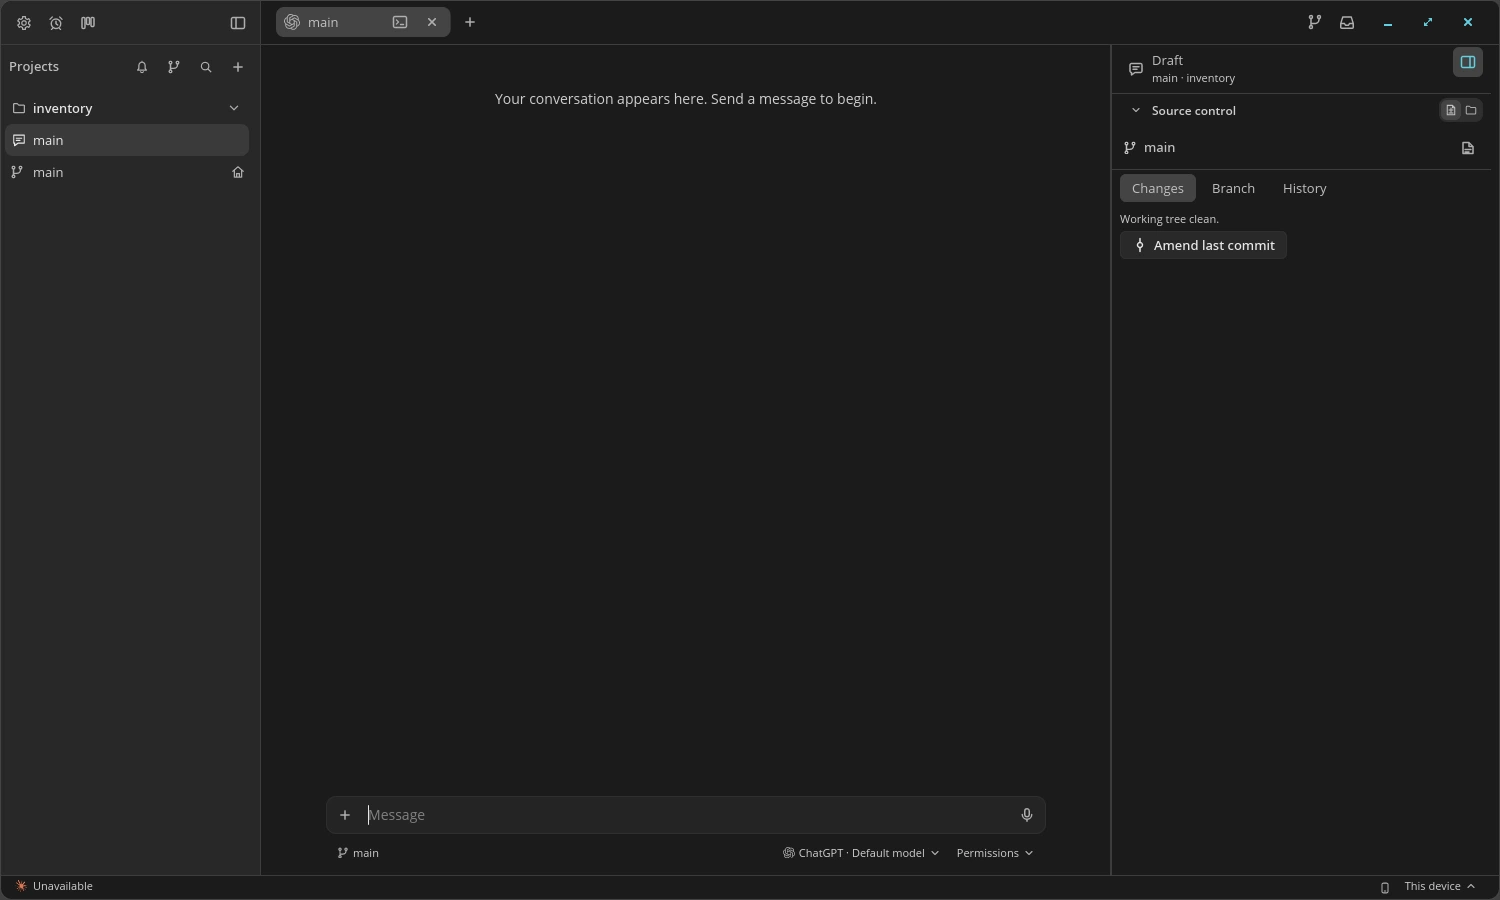 main
Projects
inventory
main
main
Your conversation appears here. Send a message to begin.
Message
main
ChatGPT · Default model
Permissions
Draft
main · inventory
Source control
main
Changes
Branch
History
Working tree clean.
Amend last commit
Unavailable
This device